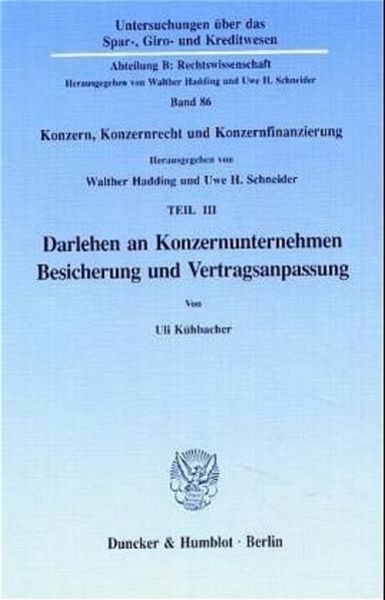 Untersuchungen über das
Spar-, Giro- und Kreditwesen
Abteilung B: Rechtswissenschaft
Herausgegeben von Walther Hadding und Uwe H. Schneider
Band 86
Konzern, Konzernrecht und Konzernfinanzierung
Herausgegeben von
Walther Hadding und Uwe H. Schneider
TEIL III
Darlehen an Konzernunternehmen
Besicherung und Vertragsanpassung
Von
Uli Kühbacher
Duncker & Humblot · Berlin